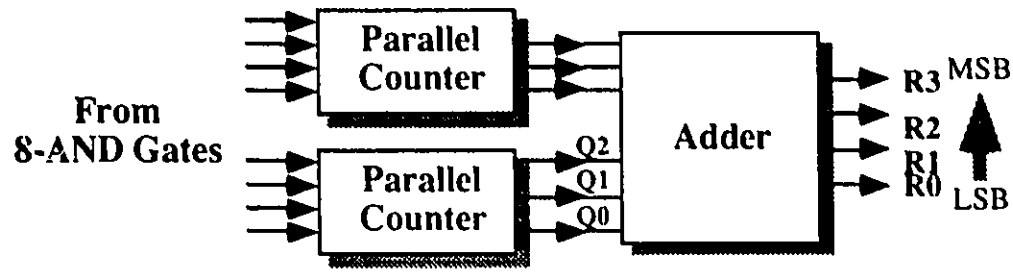 Parallel
Counter
From
8-AND Gates
Parallel
Counter
Q2
Q1
Q0
Adder
R3
R2
R1
R0
MSB
LSB